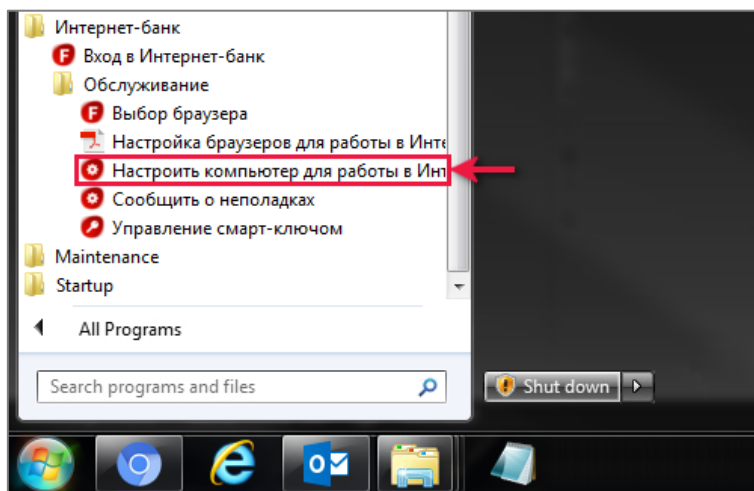 Интернет-банк
Вход в Интернет-банк
Обслуживание
Выбор браузера
Настройка браузеров для работы в Инте
Настроить компьютер для работы в Инт
Сообщить о неполадках
Управление смарт-ключом
Maintenance
Startup
All Programs
Search programs and files
Shut down